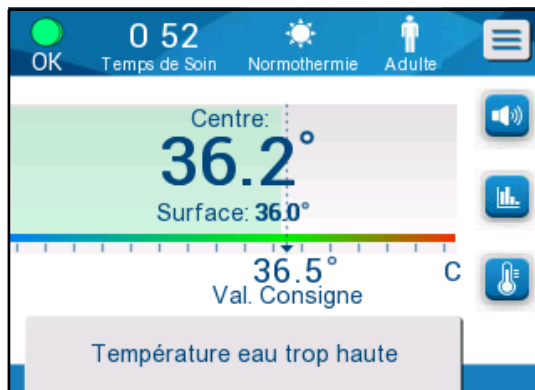 OK
0 52
Temps de Soin
Normothermie
Adulte
Centre:
36.2°
Surface: 36.0°
36.5°
C
Val. Consigne
Température eau trop haute